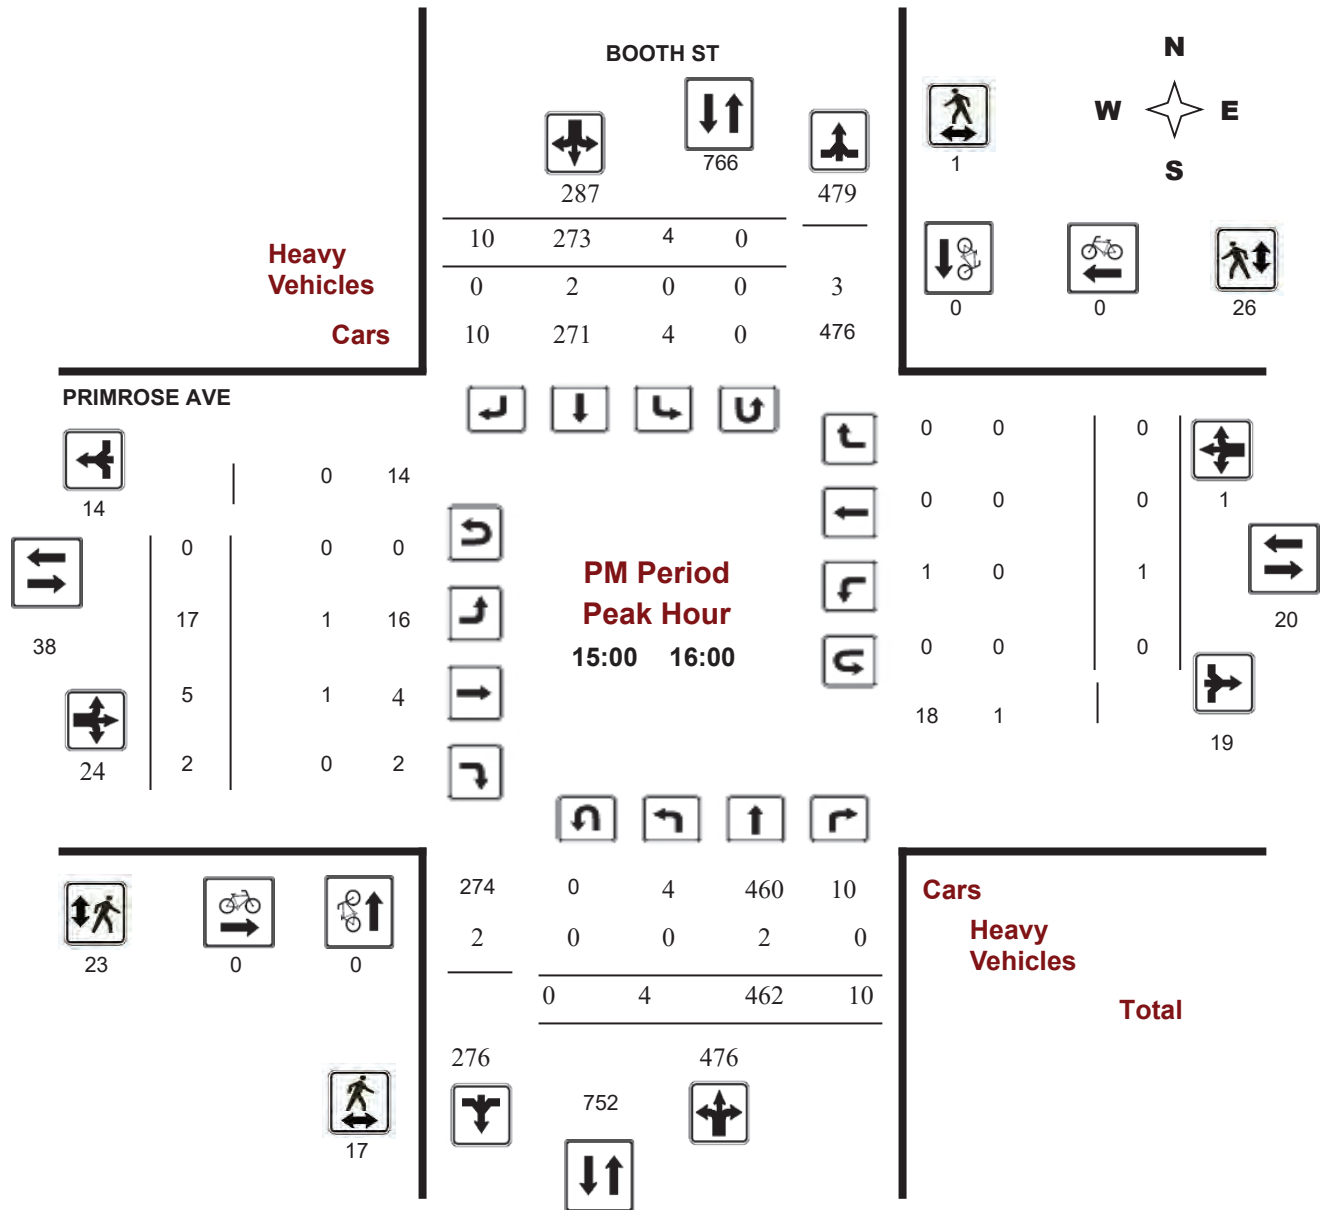 BOOTH ST
N
W E
S
766
1
287
479
10 273 4 0
Heavy
Vehicles
0 2 0 0 3
0 0 26
Cars
10 271 4 0 476
PRIMROSE AVE
0 0 0
0 14
14
0 0 0
0 0 0
1
PM Period
1 0 1
Peak Hour
17 1 16
20
38
15:00 16:00
0 0 0
5 1 4
18 1
19
24
2 0 2
274 0 4 460 10
Cars
2 0 0 2 0
Heavy
Vehicles
23 0 0
0 4 462 10
Total
276 476
752
17